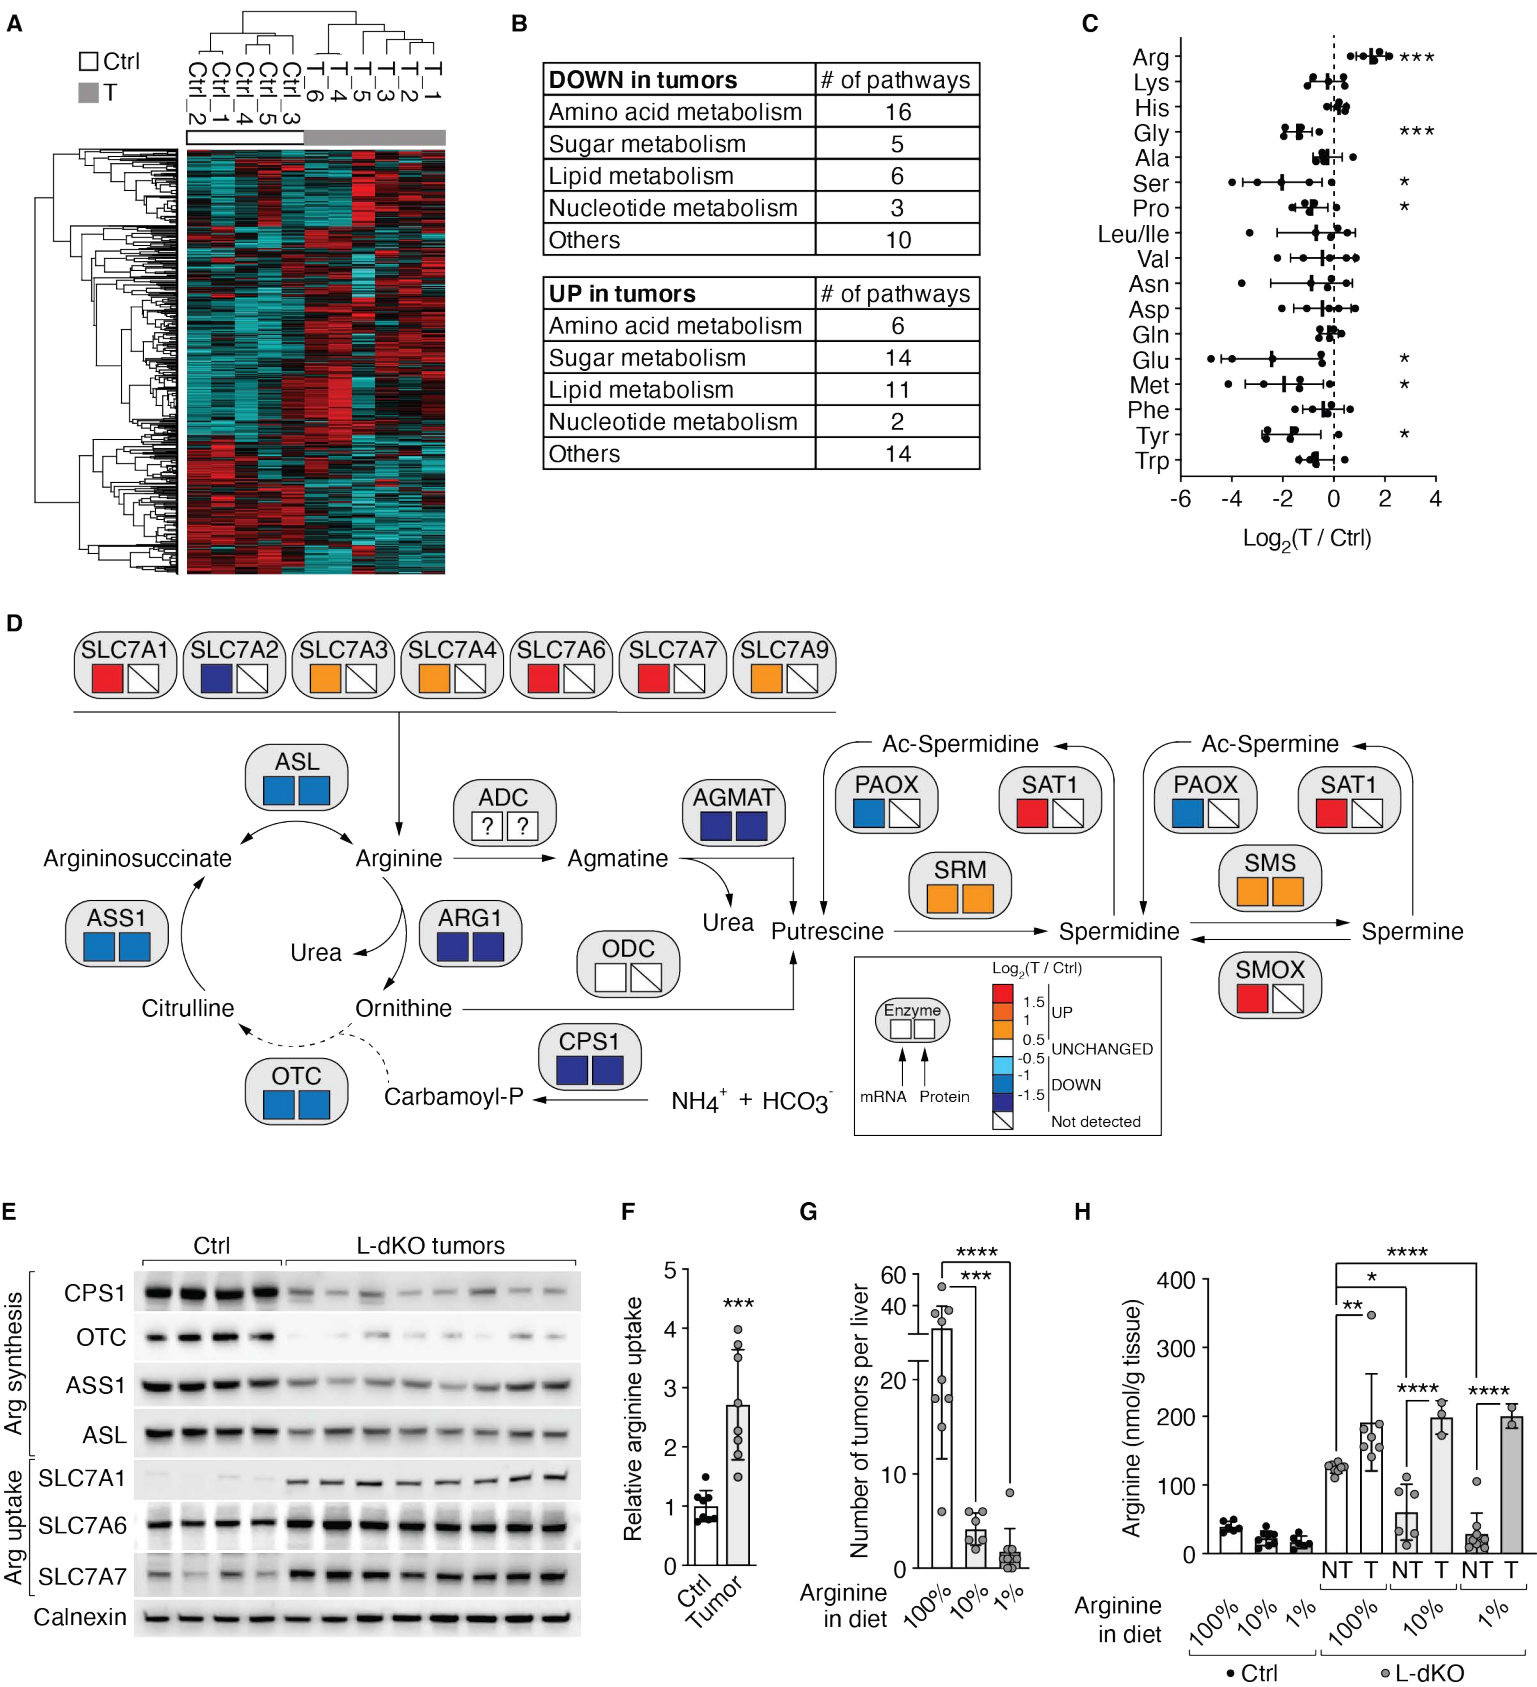 A
Ctrl
T
Ctrl_2
Ctrl_1
Ctrl_4
Ctrl_5
Ctrl_3
T_6
T_4
T_5
T_3
T_2
T_1
B
DOWN in tumors # of pathways
Amino acid metabolism 16
Sugar metabolism 5
Lipid metabolism 6
Nucleotide metabolism 3
Others 10
UP in tumors # of pathways
Amino acid metabolism 6
Sugar metabolism 14
Lipid metabolism 11
Nucleotide metabolism 2
Others 14
C
Arg ***
Lys
His
Gly ***
Ala
Ser *
Pro *
Leu/Ile
Val
Asn
Asp
Gln
Glu *
Met *
Phe
Tyr *
Trp
-6 -4 -2 0 2 4
Log2(T / Ctrl)
D
SLC7A1 SLC7A2 SLC7A3 SLC7A4 SLC7A6 SLC7A7 SLC7A9
Ac-Spermidine Ac-Spermine
ASL ADC ? ? AGMAT PAOX SAT1 PAOX SAT1
Argininosuccinate Arginine Agmatine SRM SMS
ASS1 Urea ARG1 ODC Urea Putrescine Spermidine Spermine
SMOX
Citrulline Ornithine
OTC CPS1
Carbamoyl-P NH4+ + HCO3-
Log2(T / Ctrl)
Enzyme
mRNA Protein
1.5
1
0.5
-0.5
-1
-1.5
UP
UNCHANGED
DOWN
Not detected
E
Ctrl L-dKO tumors
Arg synthesis
CPS1
OTC
ASS1
ASL
Arg uptake
SLC7A1
SLC7A6
SLC7A7
Calnexin
F
Relative arginine uptake
5
4
3
2
1
0
***
Ctrl
Tumor
G
Number of tumors per liver
60
40
20
10
0
****
***
Arginine
in diet
100% 10% 1%
H
Arginine (nmol/g tissue)
400
300
200
100
0
****
*
**
**** ****
NT T NT T NT T
Arginine
in diet
100% 10% 1% 100% 10% 1%
Ctrl L-dKO